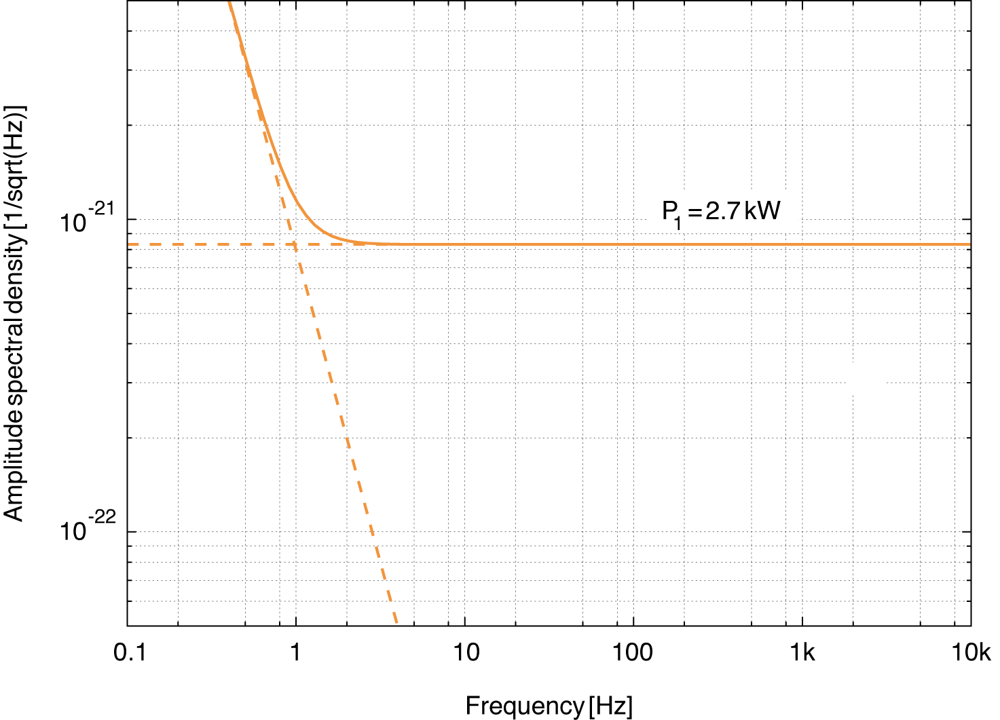 Amplitude spectral density [1/sqrt(Hz)]
10^-21
10^-22
P_1 = 2.7 kW
0.1 1 10 100 1k 10k
Frequency [Hz]